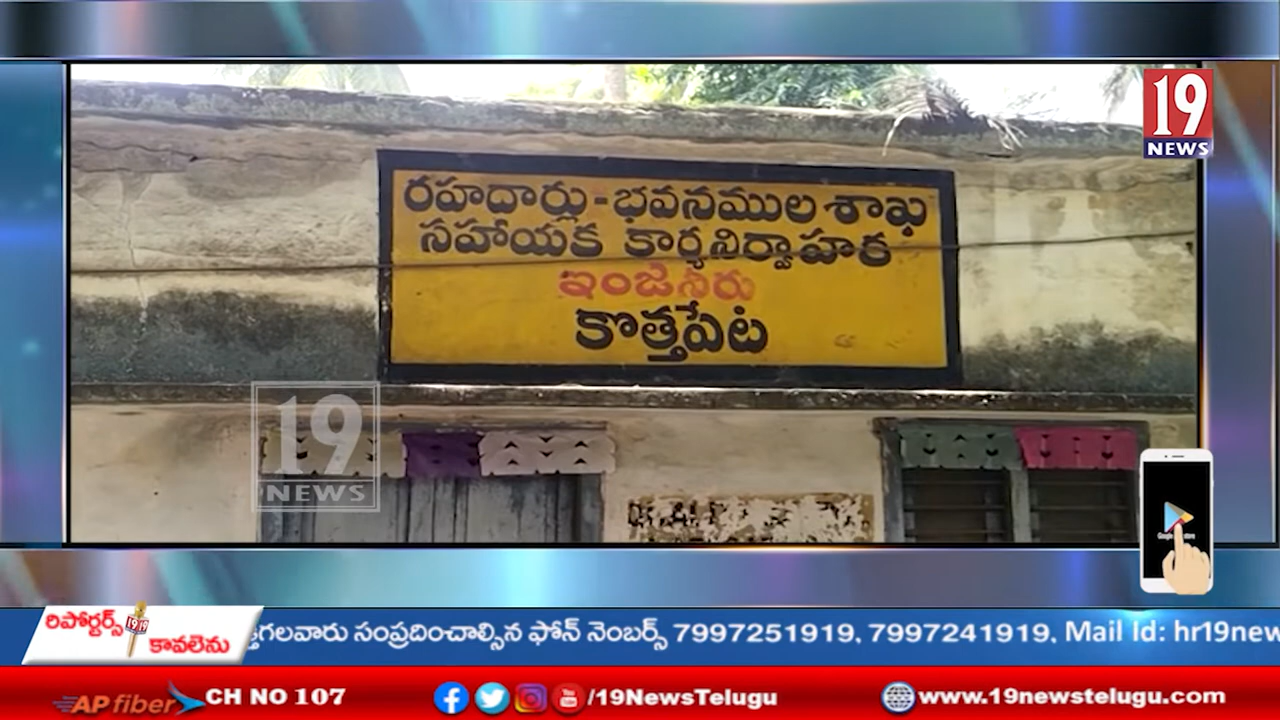 19
NEWS
రహదార్లు-భవనముల శాఖ
సహాయక కార్యనిర్వాహక
ఇంజనీరు
కొత్తపేట
19
NEWS
రిపోర్టర్స్
కావలెను
గలవారు సంప్రదించాల్సిన ఫోన్ నెంబర్స్ 7997251919, 7997241919, Mail Id: hr19new
AP fiber CH NO 107 /19NewsTelugu www.19newstelugu.com